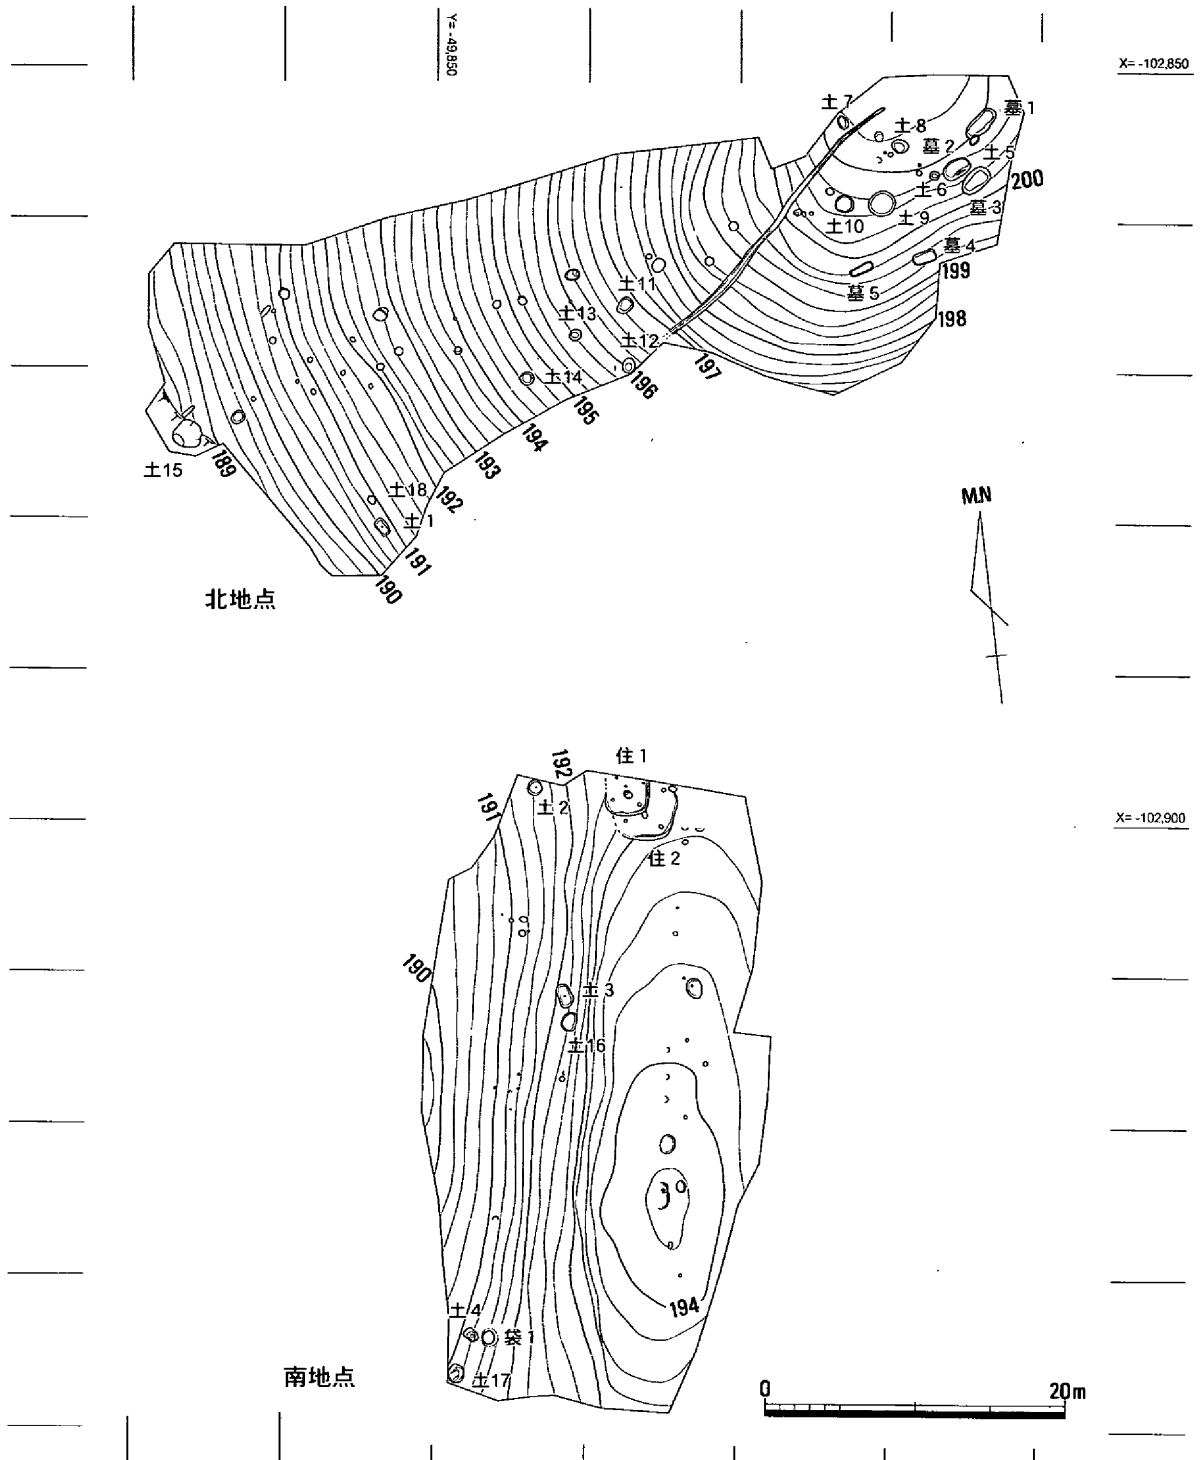 Y= -49,850
X= -102,850
土7
墓1
土8
墓2
土5
200
土6
墓3
土9
土10
墓4
199
墓5
198
土11
土13
土12
197
196
土14
195
194
193
189
土15
土18
192
土1
191
190
北地点
M.N
192
住1
191
土2
X= -102,900
住2
190
土3
土16
194
土4
袋1
南地点
土17
0
20m